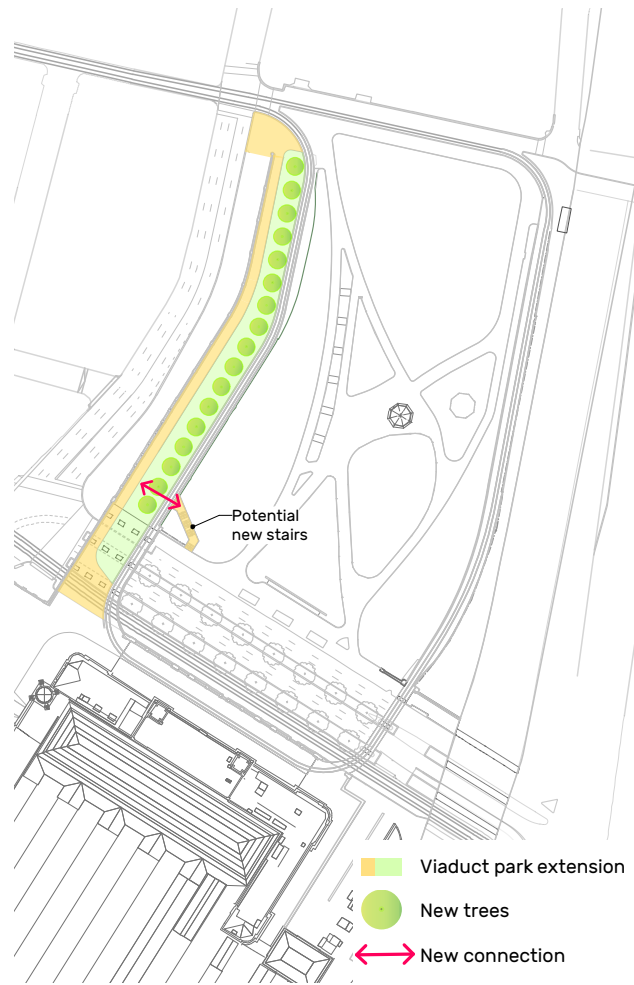 Potential
new stairs
Viaduct park extension
New trees
New connection